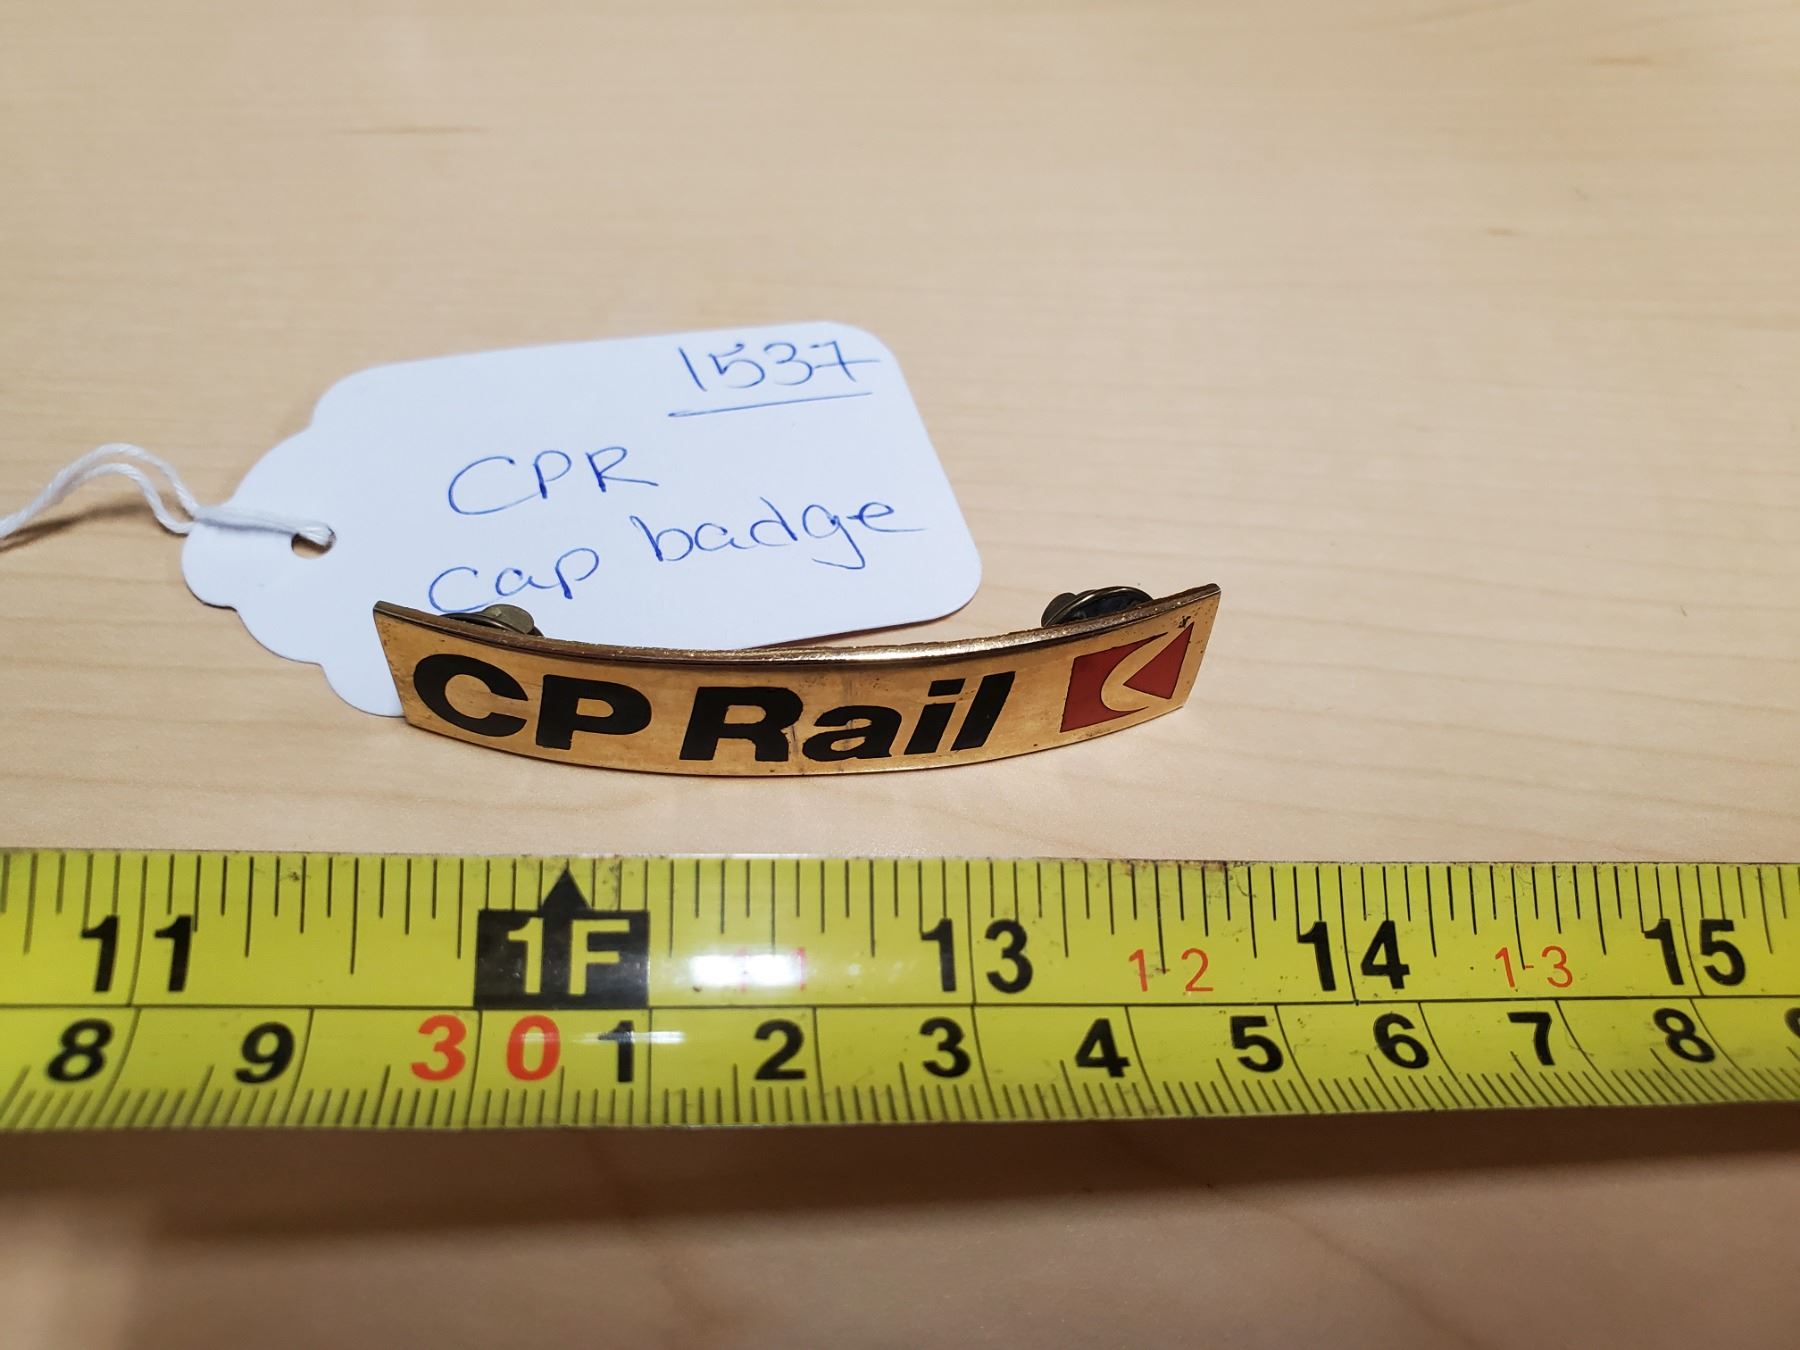 1537
CPR
cap badge
CP Rail
11 1F 13 12 14 13 15
8 9 30 0 1 2 3 4 5 6 7 8